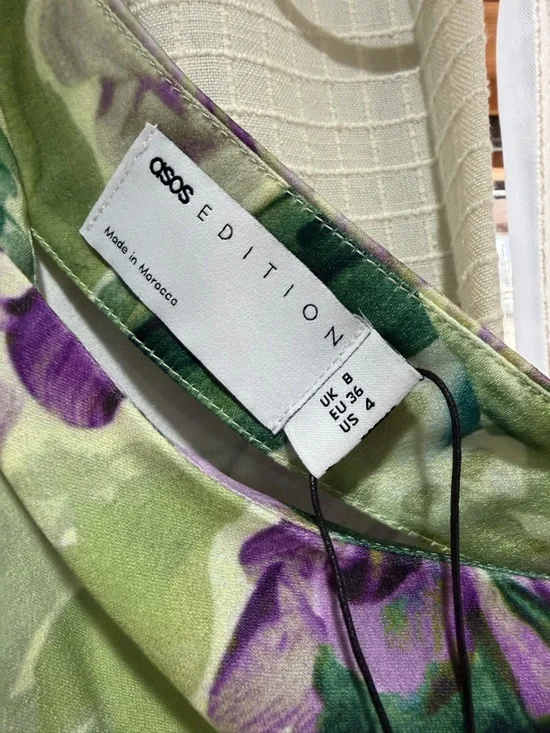 asos EDITION
Made in Morocco
UK 8
EU 36
US 4